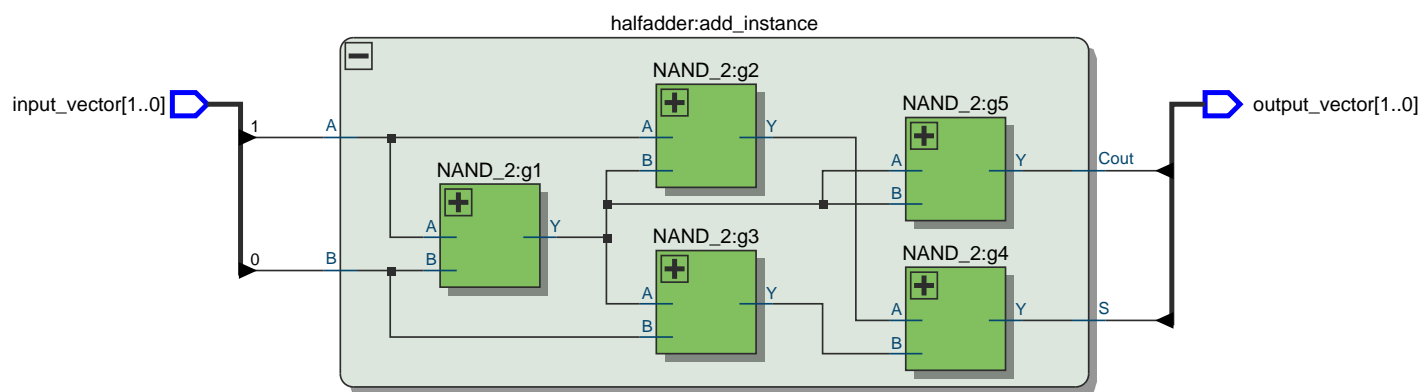 halfadder:add_instance
input_vector[1..0]
1
A
0
B
NAND_2:g1
A
B
Y
NAND_2:g2
A
B
Y
NAND_2:g3
A
B
Y
NAND_2:g5
A
B
Y
Cout
NAND_2:g4
A
B
Y
S
output_vector[1..0]